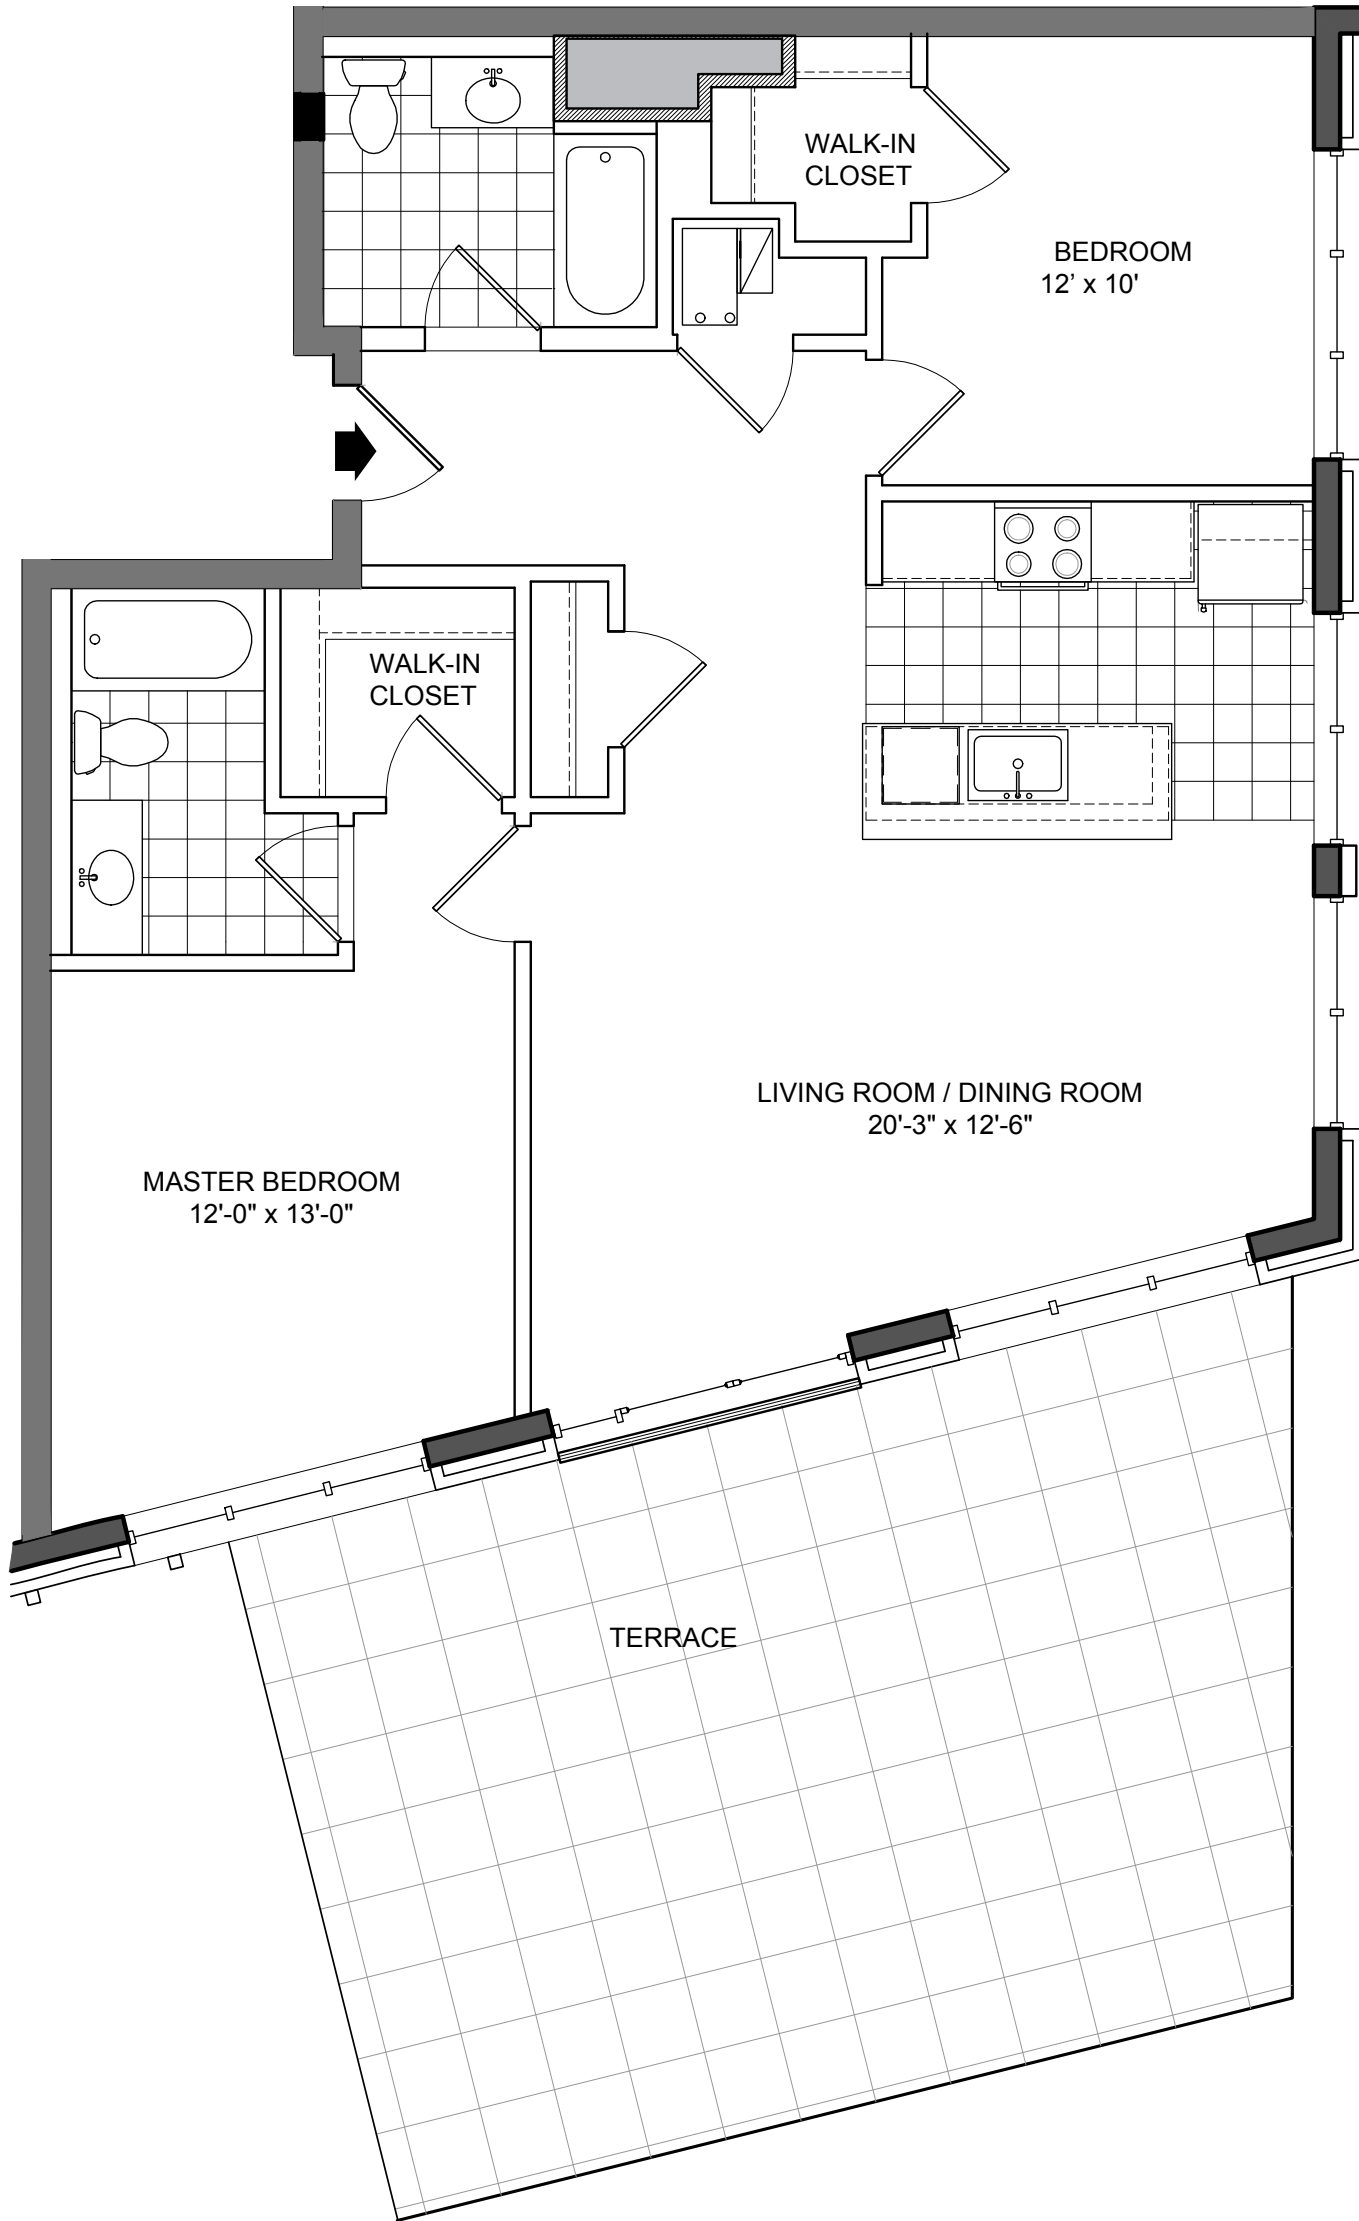 WALK-IN
CLOSET
BEDROOM
12’ x 10'
WALK-IN
CLOSET
LIVING ROOM / DINING ROOM
20'-3" x 12'-6"
MASTER BEDROOM
12'-0" x 13'-0"
TERRACE